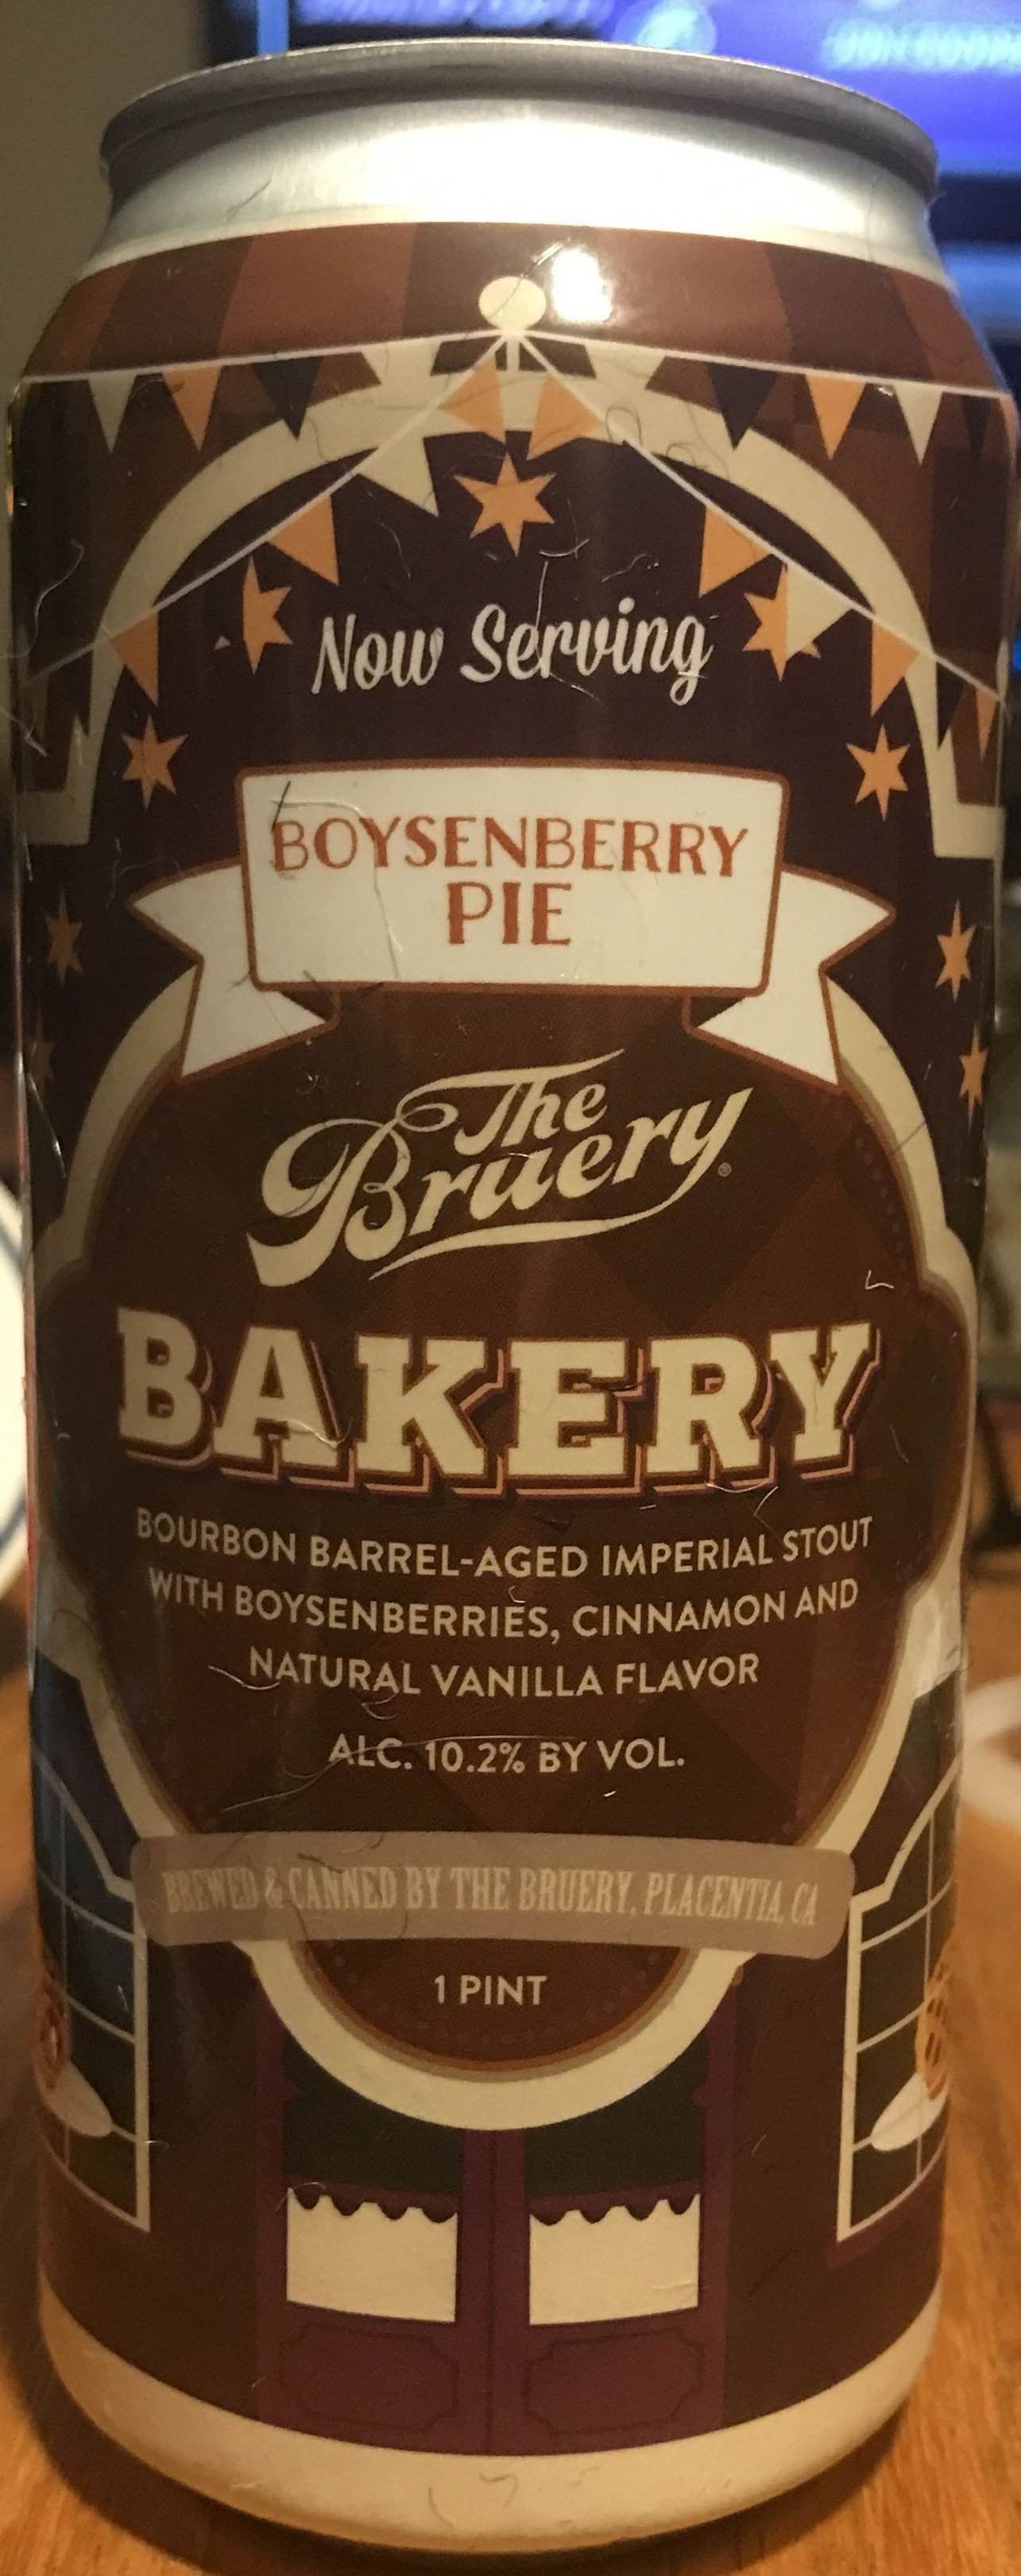 Now Serving
BOYSENBERRY
PIE
The
Bruery®
BAKERY
BOURBON BARREL-AGED IMPERIAL STOUT
WITH BOYSENBERRIES, CINNAMON AND
NATURAL VANILLA FLAVOR
ALC. 10.2% BY VOL.
BREWED & CANNED BY THE BRUERY, PLACENTIA, CA
1 PINT